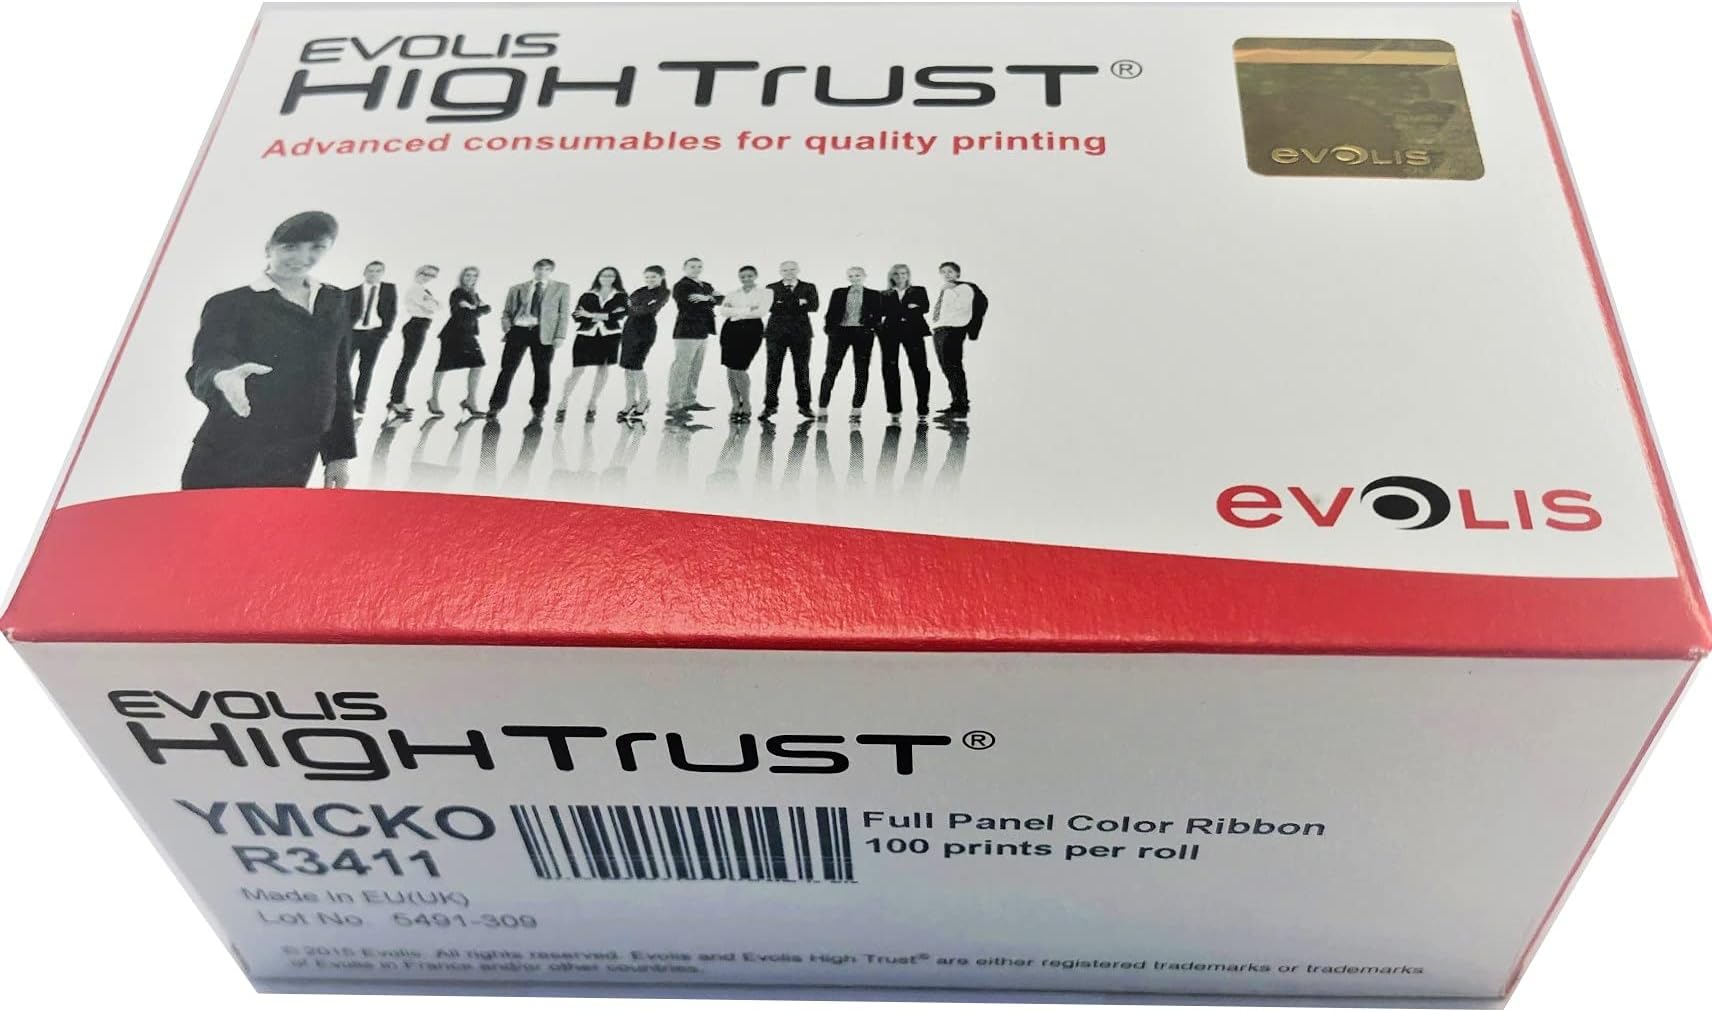 EVOLIS
HIGH TRUST®
Advanced consumables for quality printing
evolis
evolis
EVOLIS
HIGH TRUST®
YMCKO
R3411
Full Panel Color Ribbon
100 prints per roll
Made In EU(UK)
Lot No. 5491-309
© 2015 Evolis. All rights reserved. Evolis and Evolis High Trust® are either registered trademarks or trademarks
of Evolis in France and/or other countries.